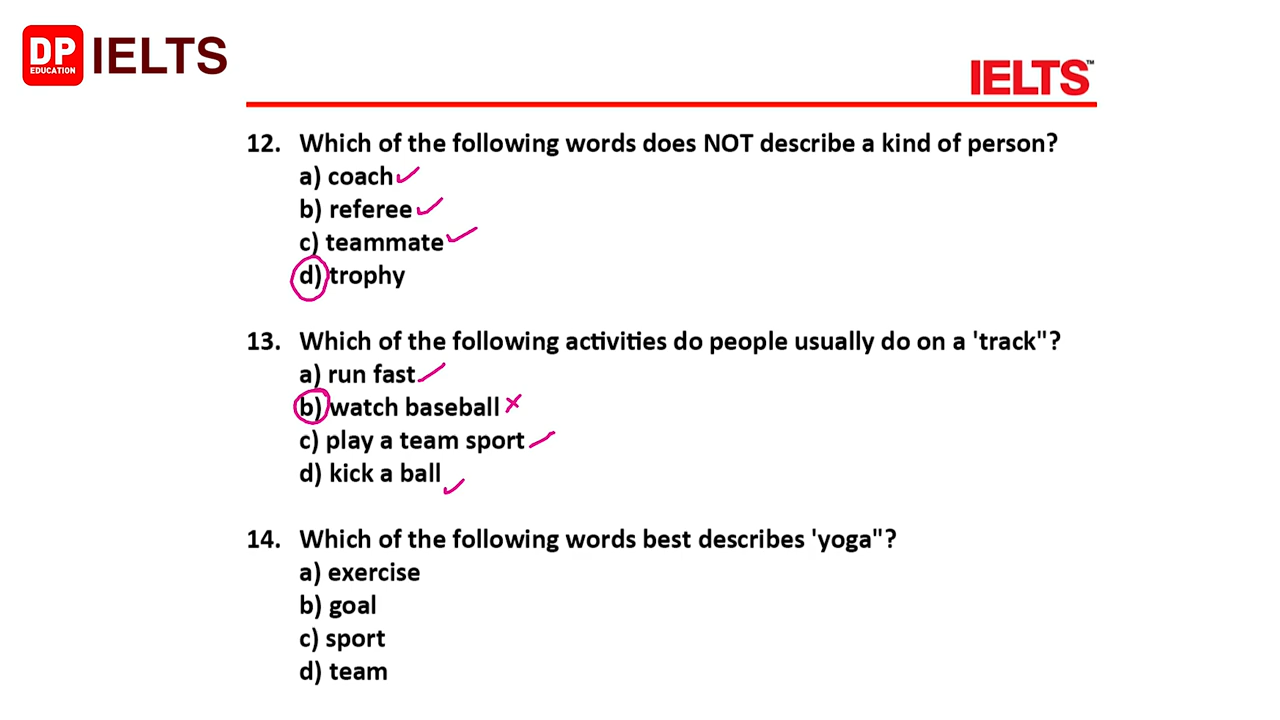 DP
EDUCATION
IELTS
IELTS™
12. Which of the following words does NOT describe a kind of person?
a) coach
b) referee
c) teammate
d) trophy
13. Which of the following activities do people usually do on a 'track"?
a) run fast
b) watch baseball
c) play a team sport
d) kick a ball
14. Which of the following words best describes 'yoga"?
a) exercise
b) goal
c) sport
d) team